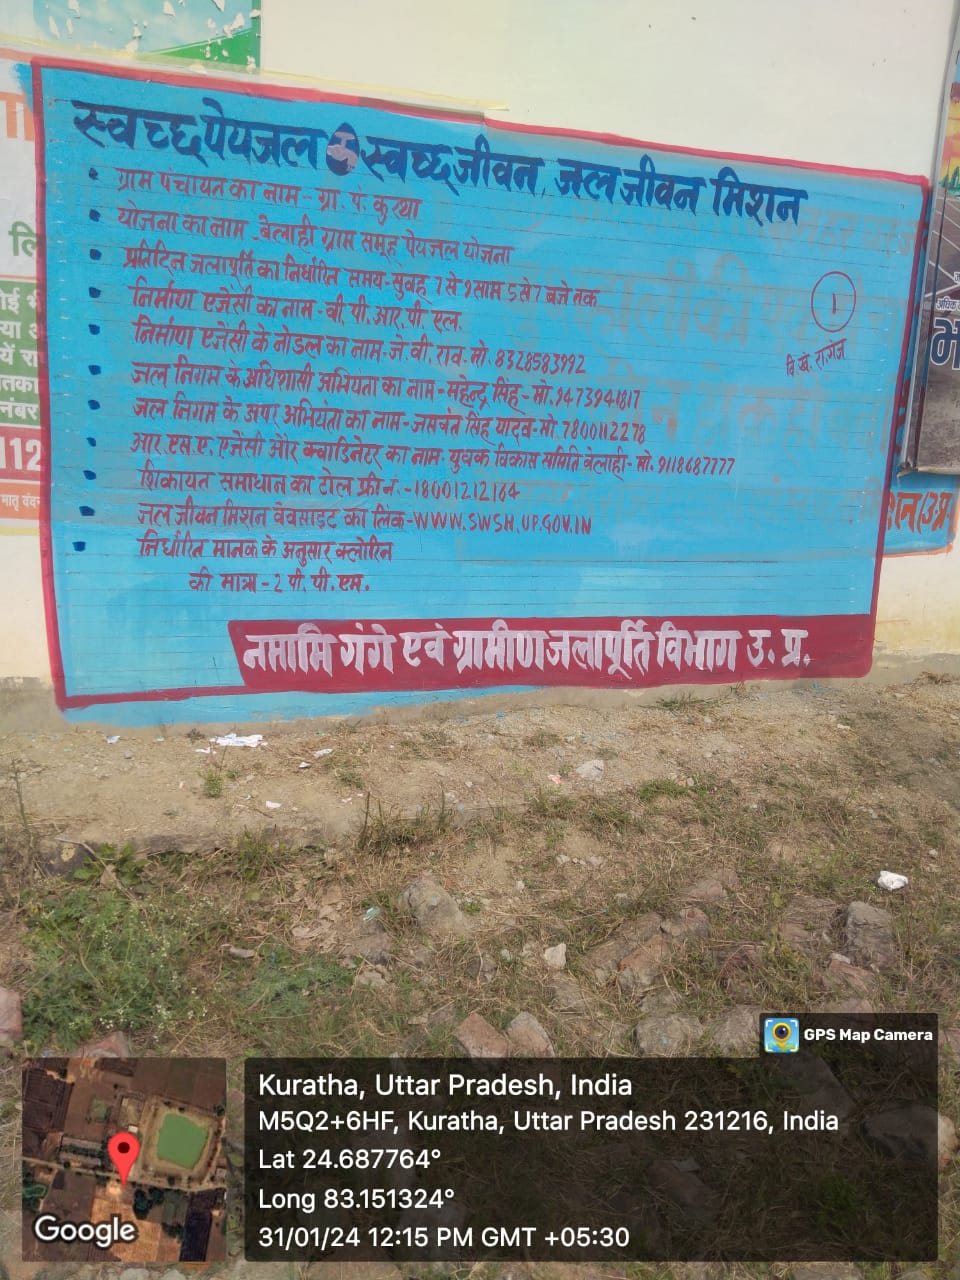 स्वच्छ पेयजल से स्वच्छ जीवन, जल जीवन मिशन
ग्राम पंचायत का नाम - ग्रा. पं. कुरथा
योजना का नाम - बेलाही ग्राम समूह पेयजल योजना
प्रतिदिन जलापूर्ति का निर्धारित समय - सुवह 7 से 9 साम 5 से 7 बजे तक
निर्माण एजेंसी का नाम - वी. पी. आर. पी. एल.
निर्माण एजेंसी के नोडल का नाम - जे. वी. राव. मो. 8328583992
जल निगम के अधिशासी अभियंता का नाम - महेन्द्र सिंह - मो. 9473941817
जल निगम के अपर अभियंता का नाम - जसवंत सिंह यादव - मो. 7800112278
आर. एस. ए. एजेंसी और क्वाडिनेटर का नाम - युवक विकास समिति बेलाही - मो. 9118687777
शिकायत समाधान का टोल फ्री नं. - 18001212164
जल जीवन मिशन वेवसाइट का लिंक - WWW.SWSM.UP.GOV.IN
निर्धारित मानक के अनुसार क्लोरिन
की मात्रा - 2 पी. पी. एम.
1
वि. खं. रा.गंज
नमामि गंगे एवं ग्रामीण जलापूर्ति विभाग उ. प्र.
112
GPS Map Camera
Kuratha, Uttar Pradesh, India
M5Q2+6HF, Kuratha, Uttar Pradesh 231216, India
Lat 24.687764°
Long 83.151324°
31/01/24 12:15 PM GMT +05:30
Google